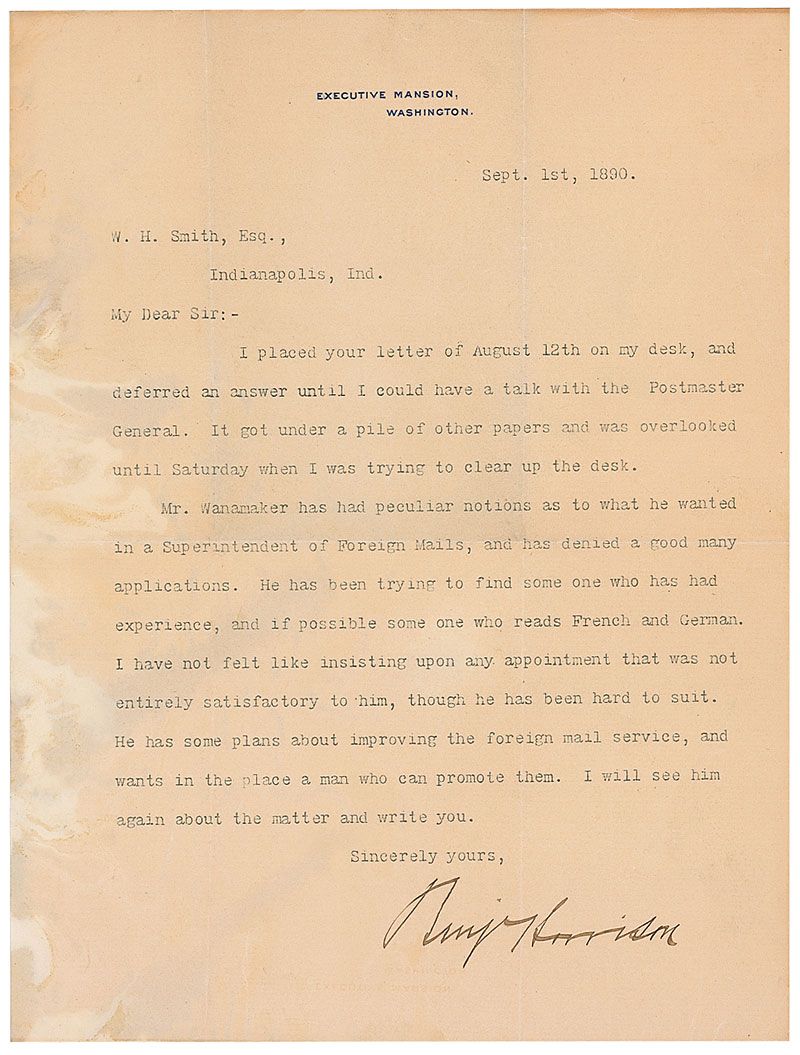 EXECUTIVE MANSION,
WASHINGTON.
Sept. 1st, 1890.
W. H. Smith, Esq.,
Indianapolis, Ind.
My Dear Sir:-
I placed your letter of August 12th on my desk, and
deferred an answer until I could have a talk with the Postmaster
General. It got under a pile of other papers and was overlooked
until Saturday when I was trying to clear up the desk.
Mr. Wanamaker has had peculiar notions as to what he wanted
in a Superintendent of Foreign Mails, and has denied a good many
applications. He has been trying to find some one who has had
experience, and if possible some one who reads French and German.
I have not felt like insisting upon any appointment that was not
entirely satisfactory to him, though he has been hard to suit.
He has some plans about improving the foreign mail service, and
wants in the place a man who can promote them. I will see him
again about the matter and write you.
Sincerely yours,
Benj Harrison